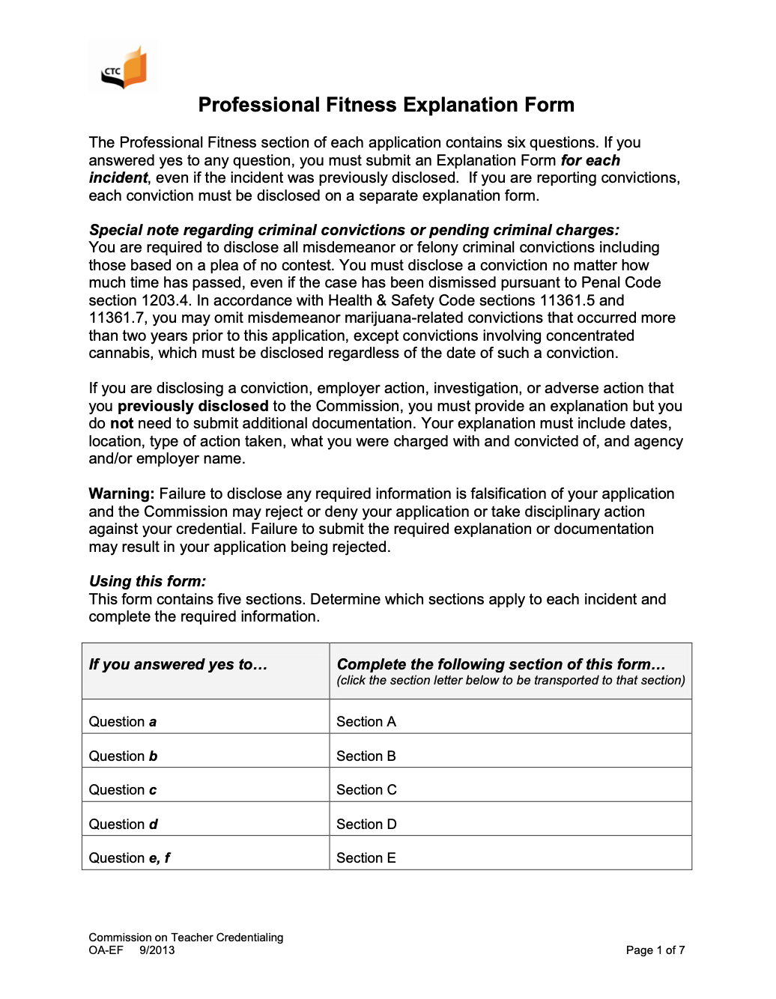 CTC
Professional Fitness Explanation Form
The Professional Fitness section of each application contains six questions. If you
answered yes to any question, you must submit an Explanation Form for each
incident, even if the incident was previously disclosed.  If you are reporting convictions,
each conviction must be disclosed on a separate explanation form.
Special note regarding criminal convictions or pending criminal charges:
You are required to disclose all misdemeanor or felony criminal convictions including
those based on a plea of no contest. You must disclose a conviction no matter how
much time has passed, even if the case has been dismissed pursuant to Penal Code
section 1203.4. In accordance with Health & Safety Code sections 11361.5 and
11361.7, you may omit misdemeanor marijuana-related convictions that occurred more
than two years prior to this application, except convictions involving concentrated
cannabis, which must be disclosed regardless of the date of such a conviction.
If you are disclosing a conviction, employer action, investigation, or adverse action that
you previously disclosed to the Commission, you must provide an explanation but you
do not need to submit additional documentation. Your explanation must include dates,
location, type of action taken, what you were charged with and convicted of, and agency
and/or employer name.
Warning: Failure to disclose any required information is falsification of your application
and the Commission may reject or deny your application or take disciplinary action
against your credential. Failure to submit the required explanation or documentation
may result in your application being rejected.
Using this form:
This form contains five sections. Determine which sections apply to each incident and
complete the required information.
If you answered yes to… Complete the following section of this form…
(click the section letter below to be transported to that section)
Question a Section A
Question b Section B
Question c Section C
Question d Section D
Question e, f Section E
Commission on Teacher Credentialing
OA-EF 9/2013 Page 1 of 7